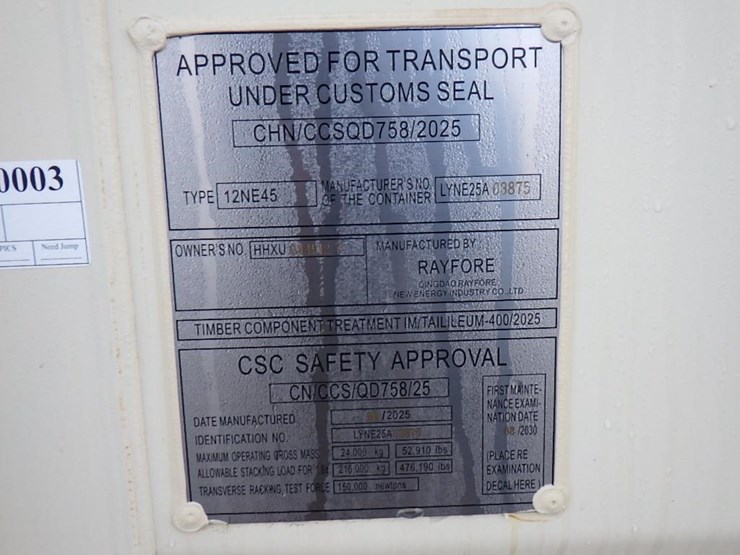 APPROVED FOR TRANSPORT
UNDER CUSTOMS SEAL
CHN/CCSQD758/2025
TYPE 12NE45 MANUFACTURER'S NO. OF THE CONTAINER LYNE25A 03875
OWNER'S NO. HHXU
MANUFACTURED BY:
RAYFORE
QINGDAO RAYFORE
NEW ENERGY INDUSTRY CO.,LTD
TIMBER COMPONENT TREATMENT IM/TAILILEUM-400/2025
CSC SAFETY APPROVAL
CN/CCS/QD758/25
DATE MANUFACTURED /2025
IDENTIFICATION NO. LYNE25A
MAXIMUM OPERATING GROSS MASS 24.000 kg 52,910 lbs
ALLOWABLE STACKING LOAD FOR 1.8g 216.000 kg 476,190 lbs
TRANSVERSE RACKING, TEST FORCE 150,000 newtons
FIRST MAINTE-
NANCE EXAMI-
NATION DATE
08 /2030
(PLACE RE
EXAMINATION
DECAL HERE)
0003
PICS Need Jump